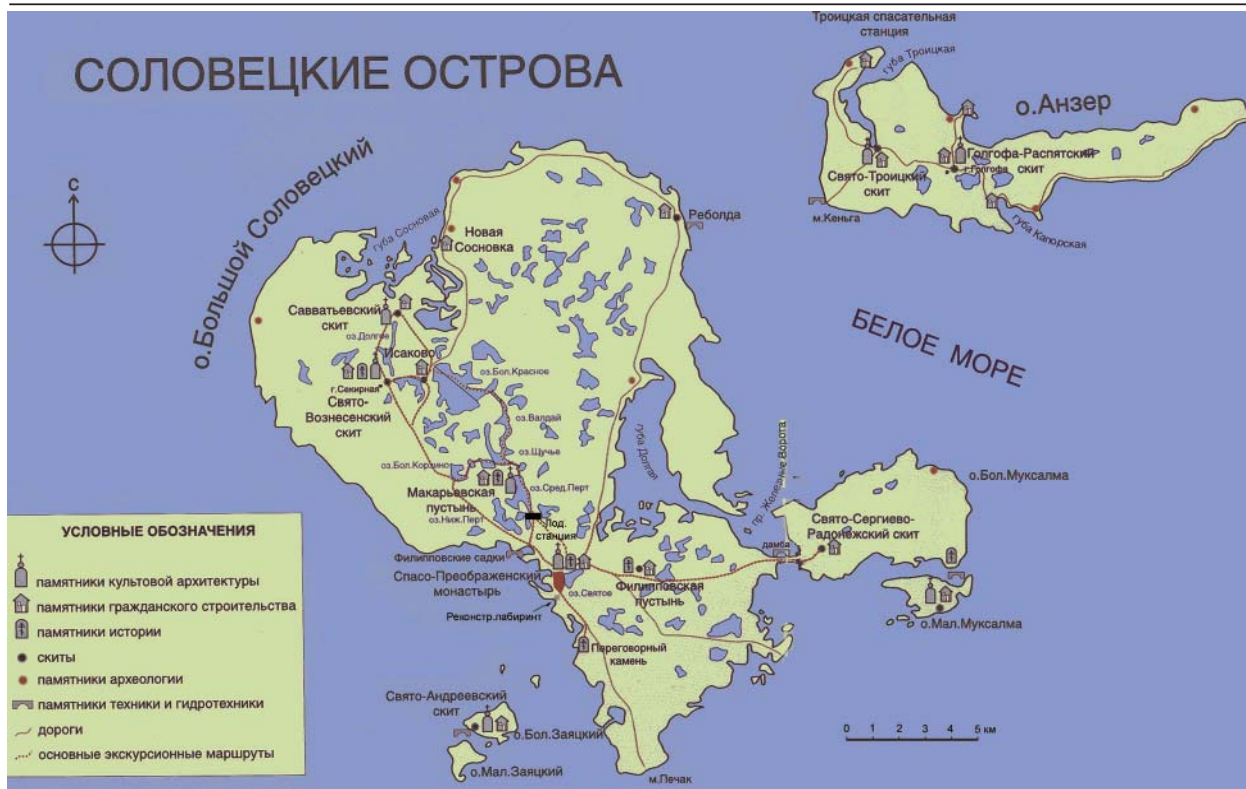 СОЛОВЕЦКИЕ ОСТРОВА
Троицкая спасательная
станция
губа Троицкая
о.Анзер
Голгофа-Распятский
скит
г.Голгофа
Свято-Троицкий
скит
м.Кеньга
губа Капорская
С
о.Большой Соловецкий
губа Сосновая
Новая
Сосновка
Реболда
Савватьевский
скит
оз.Долгое
Исаково
г.Секирная
Свято-
Вознесенский
скит
оз.Бол.Красное
оз.Валдай
оз.Щучье
оз.Бол.Корзино
Макарьевская
пустынь
оз.Сред.Перт
оз.Ниж.Перт
Лод.
станция
Филипповские садки
Спасо-Преображенский
монастырь
оз.Святое
Реконстр.лабиринт
Филипповская
пустынь
Переговорный
камень
губа Долгая
пр. Железные Ворота
БЕЛОЕ МОРЕ
о.Бол.Муксалма
Свято-Сергиево-
Радонежский скит
дамба
о.Мал.Муксалма
Свято-Андреевский
скит
о.Бол.Заяцкий
о.Мал.Заяцкий
м.Печак
0 1 2 3 4 5 км
УСЛОВНЫЕ ОБОЗНАЧЕНИЯ
памятники культовой архитектуры
памятники гражданского строительства
памятники истории
скиты
памятники археологии
памятники техники и гидротехники
дороги
основные экскурсионные маршруты